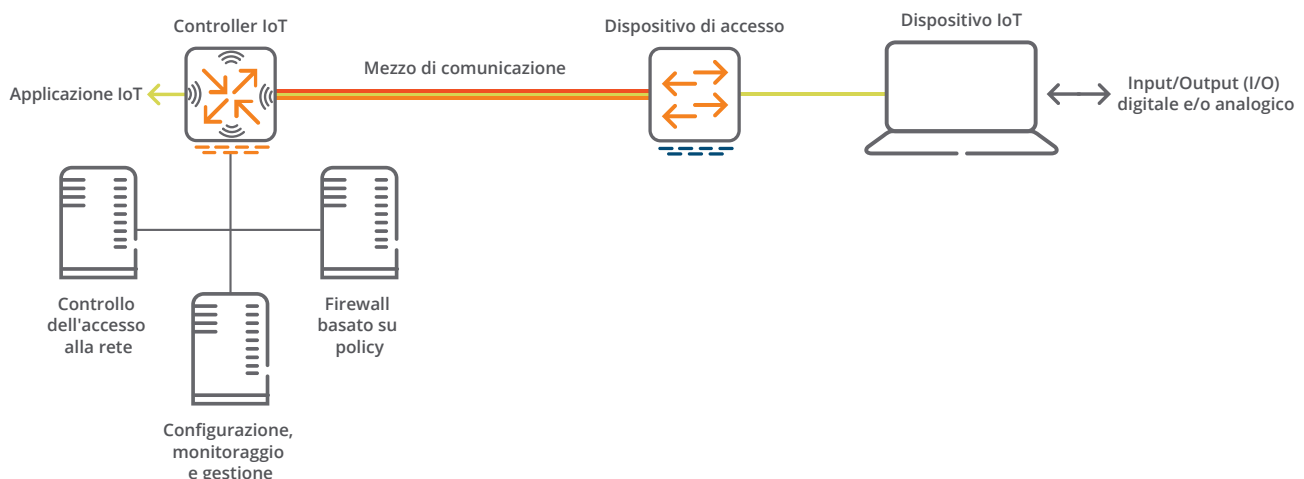 Controller IoT
Dispositivo di accesso
Dispositivo IoT
Applicazione IoT
Mezzo di comunicazione
Input/Output (I/O)
digitale e/o analogico
Controllo
dell'accesso
alla rete
Firewall
basato su
policy
Configurazione,
monitoraggio
e gestione